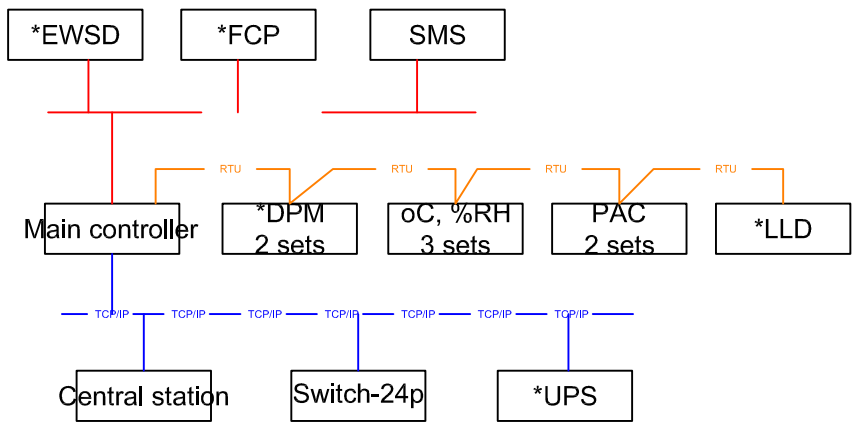 *EWSD
*FCP
SMS
RTU
RTU
RTU
RTU
Main controller
*DPM
2 sets
oC, %RH
3 sets
PAC
2 sets
*LLD
TCP/IP
TCP/IP
TCP/IP
TCP/IP
TCP/IP
TCP/IP
TCP/IP
Central station
Switch-24p
*UPS